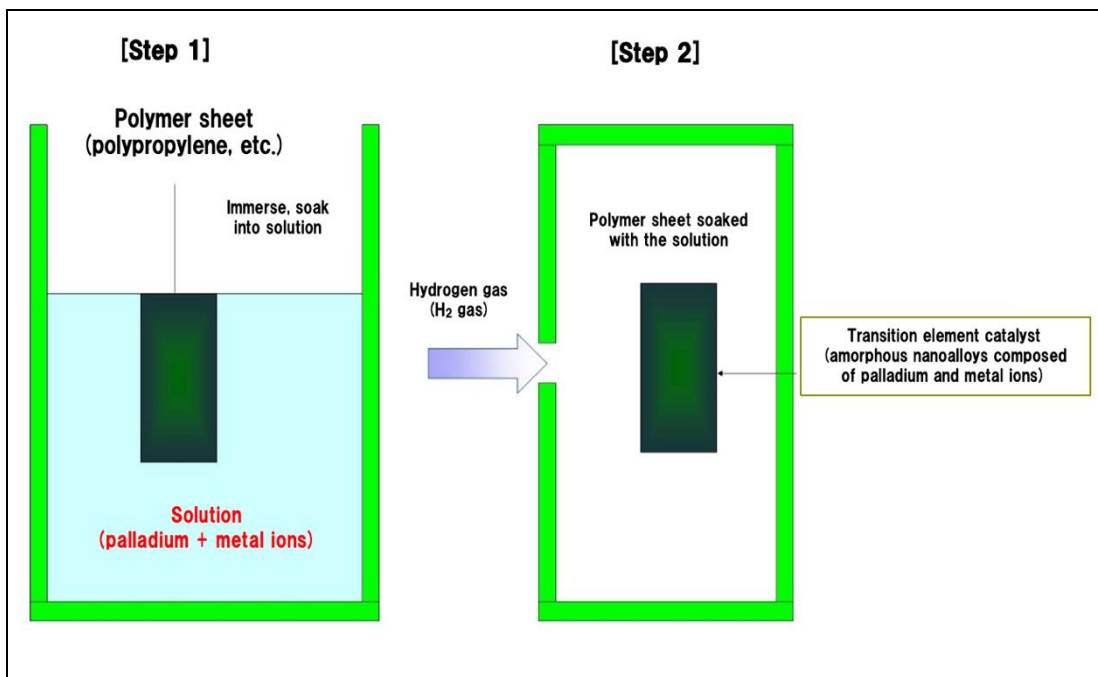 [Step 1]
Polymer sheet
(polypropylene, etc.)
Immerse, soak
into solution
Solution
(palladium + metal ions)
[Step 2]
Hydrogen gas
(H₂ gas)
Polymer sheet soaked
with the solution
Transition element catalyst
(amorphous nanoalloys composed
of palladium and metal ions)